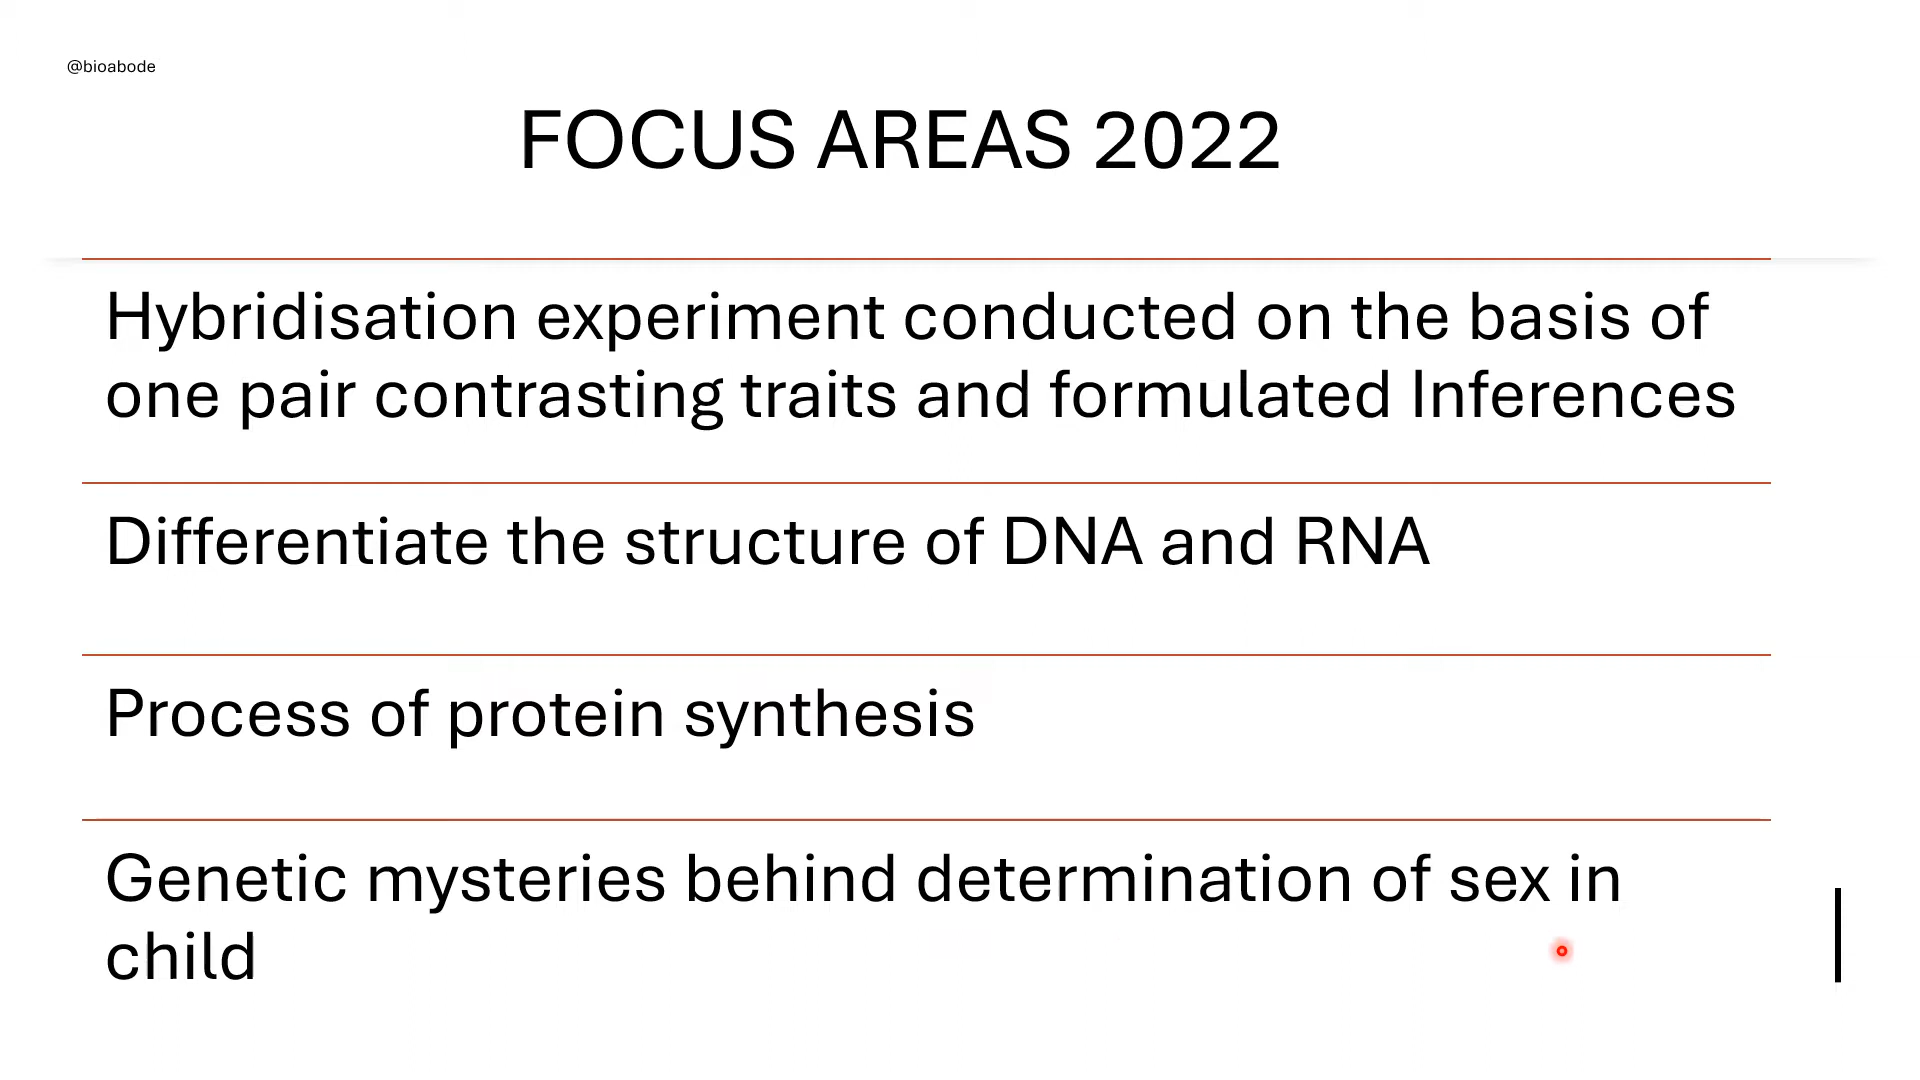 @bioabode
FOCUS AREAS 2022
Hybridisation experiment conducted on the basis of
one pair contrasting traits and formulated Inferences
Differentiate the structure of DNA and RNA
Process of protein synthesis
Genetic mysteries behind determination of sex in
child